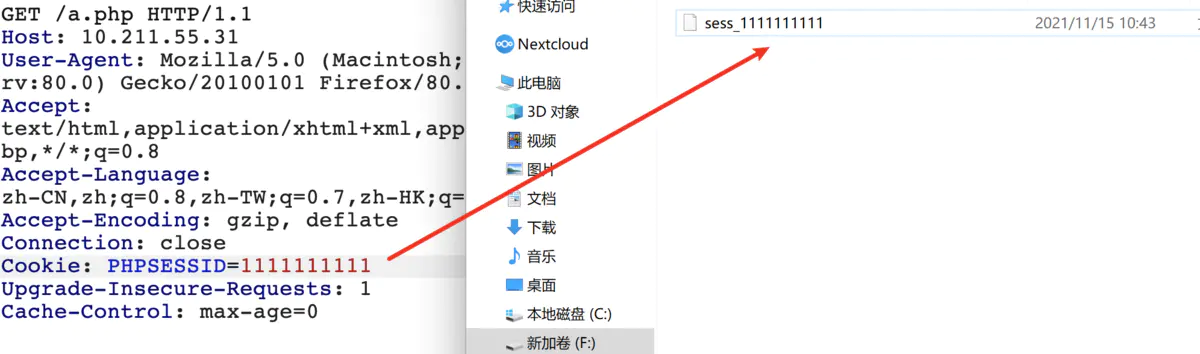 GET /a.php HTTP/1.1
Host: 10.211.55.31
User-Agent: Mozilla/5.0 (Macintosh;
rv:80.0) Gecko/20100101 Firefox/80.
Accept:
text/html,application/xhtml+xml,app
bp,*/*;q=0.8
Accept-Language:
zh-CN,zh;q=0.8,zh-TW;q=0.7,zh-HK;q=
Accept-Encoding: gzip, deflate
Connection: close
Cookie: PHPSESSID=1111111111
Upgrade-Insecure-Requests: 1
Cache-Control: max-age=0
快速访问
Nextcloud
此电脑
3D 对象
视频
图片
文档
下载
音乐
桌面
本地磁盘 (C:)
新加卷 (F:)
sess_1111111111
2021/11/15 10:43